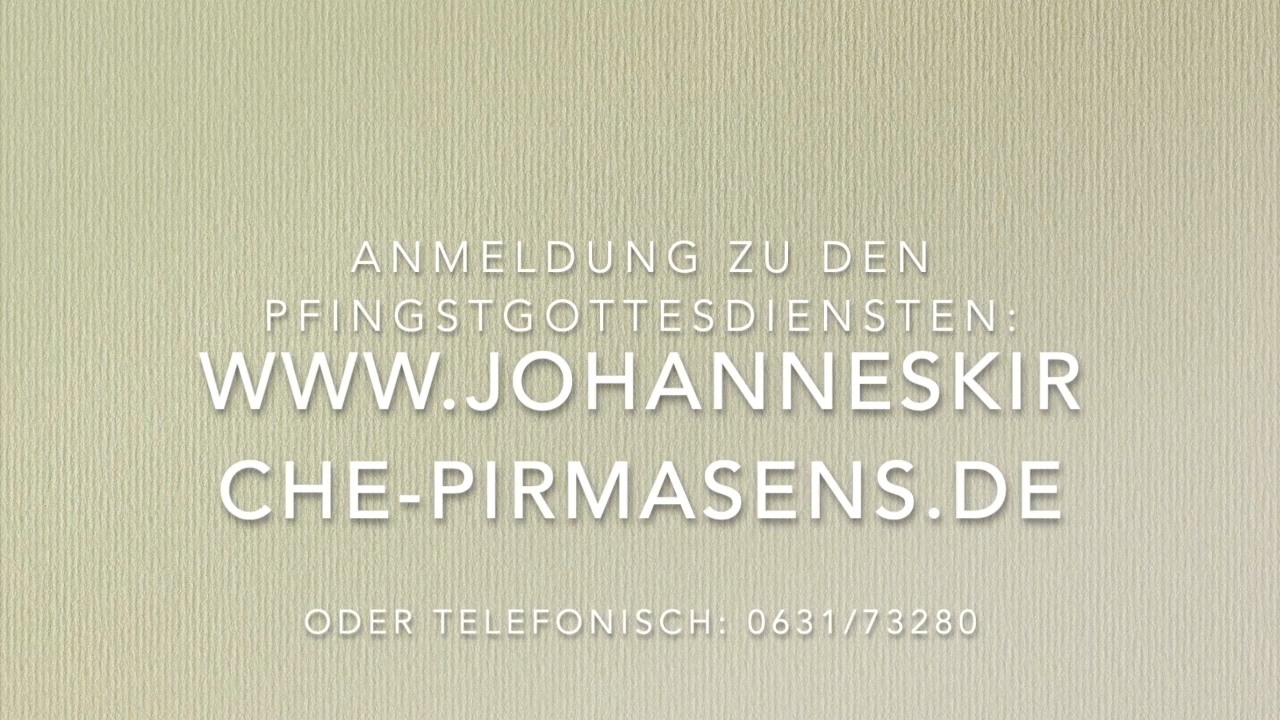 ANMELDUNG ZU DEN
PFINGSTGOTTESDIENSTEN:
WWW.JOHANNESKIR
CHE-PIRMASENS.DE
ODER TELEFONISCH: 0631/73280